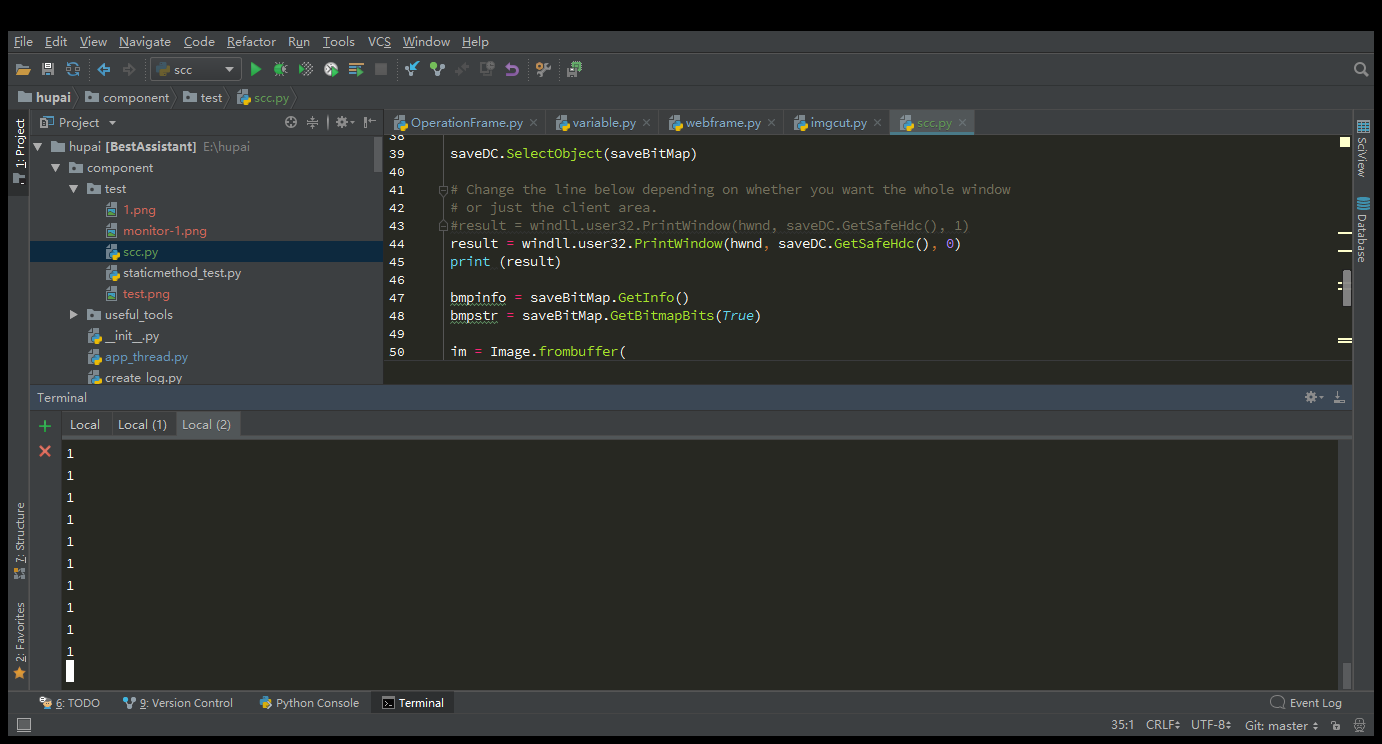 File Edit View Navigate Code Refactor Run Tools VCS Window Help
scc
hupai component test scc.py
1: Project
Project
OperationFrame.py variable.py webframe.py imgcut.py scc.py
hupai [BestAssistant] E:\hupai
component
test
1.png
monitor-1.png
scc.py
staticmethod_test.py
test.png
useful_tools
__init__.py
app_thread.py
create_log.py
38
39 saveDC.SelectObject(saveBitMap)
40
41 # Change the line below depending on whether you want the whole window
42 # or just the client area.
43 #result = windll.user32.PrintWindow(hwnd, saveDC.GetSafeHdc(), 1)
44 result = windll.user32.PrintWindow(hwnd, saveDC.GetSafeHdc(), 0)
45 print (result)
46
47 bmpinfo = saveBitMap.GetInfo()
48 bmpstr = saveBitMap.GetBitmapBits(True)
49
50 im = Image.frombuffer(
SciView
Database
Terminal
Local Local (1) Local (2)
1
1
1
1
1
1
1
1
1
1
7: Structure
2: Favorites
6: TODO 9: Version Control Python Console Terminal Event Log
35:1 CRLF UTF-8 Git: master